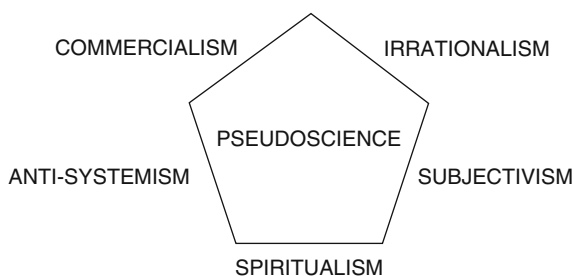 COMMERCIALISM
IRRATIONALISM
PSEUDOSCIENCE
ANTI-SYSTEMISM
SUBJECTIVISM
SPIRITUALISM